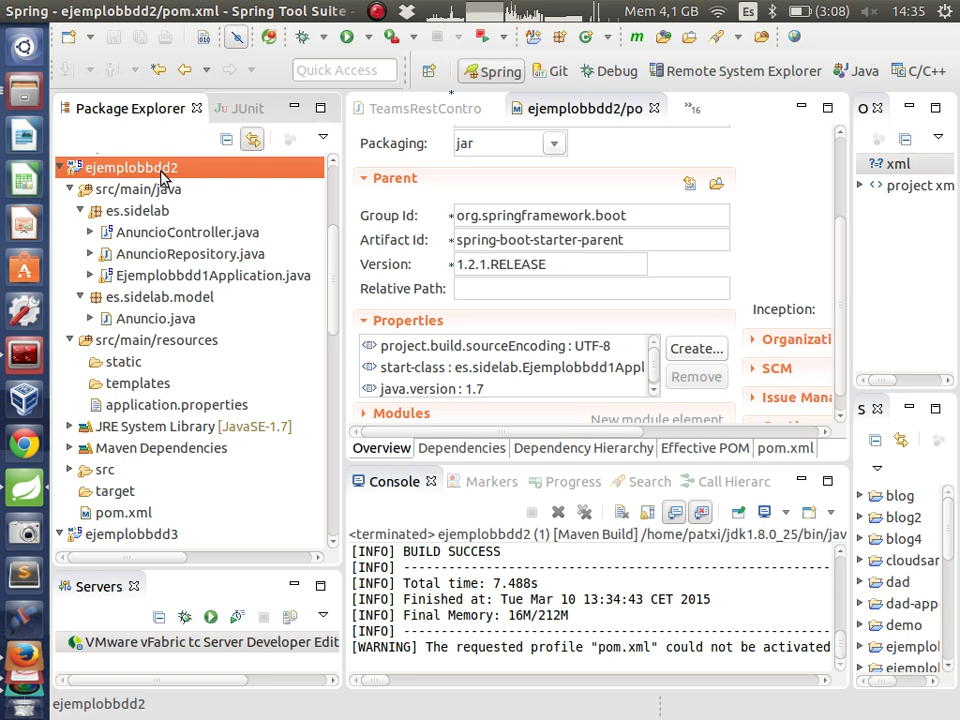 Spring - ejemplobbdd2/pom.xml - Spring Tool Suite -
Mem 4,1 GB
Es
(3:08)
14:35
Quick Access
Spring
Git
Debug
Remote System Explorer
Java
C/C++
Package Explorer
JUnit
ejemplobbdd2
src/main/java
es.sidelab
AnuncioController.java
AnuncioRepository.java
Ejemplobbdd1Application.java
es.sidelab.model
Anuncio.java
src/main/resources
static
templates
application.properties
JRE System Library [JavaSE-1.7]
Maven Dependencies
src
target
pom.xml
ejemplobbdd3
Servers
VMware vFabric tc Server Developer Edit
ejemplobbdd2
TeamsRestContro
ejemplobbdd2/po
16
Packaging:
jar
Parent
Group Id:
org.springframework.boot
Artifact Id:
spring-boot-starter-parent
Version:
1.2.1.RELEASE
Relative Path:
Properties
project.build.sourceEncoding : UTF-8
start-class : es.sidelab.Ejemplobbdd1Appl
java.version : 1.7
Create...
Remove
Modules
New module element
Inception:
Organizati
SCM
Issue Mana
Overview
Dependencies
Dependency Hierarchy
Effective POM
pom.xml
Console
Markers
Progress
Search
Call Hierarc
<terminated> ejemplobbdd2 (1) [Maven Build] /home/patxi/jdk1.8.0_25/bin/jav
[INFO] BUILD SUCCESS
[INFO] ------------------------------------------------------
[INFO] Total time: 7.488s
[INFO] Finished at: Tue Mar 10 13:34:43 CET 2015
[INFO] Final Memory: 16M/212M
[INFO] ------------------------------------------------------
[WARNING] The requested profile "pom.xml" could not be activated
O
xml
project xm
S
blog
blog2
blog4
cloudsar
dad
dad-app
demo
ejemplol
ejemplol